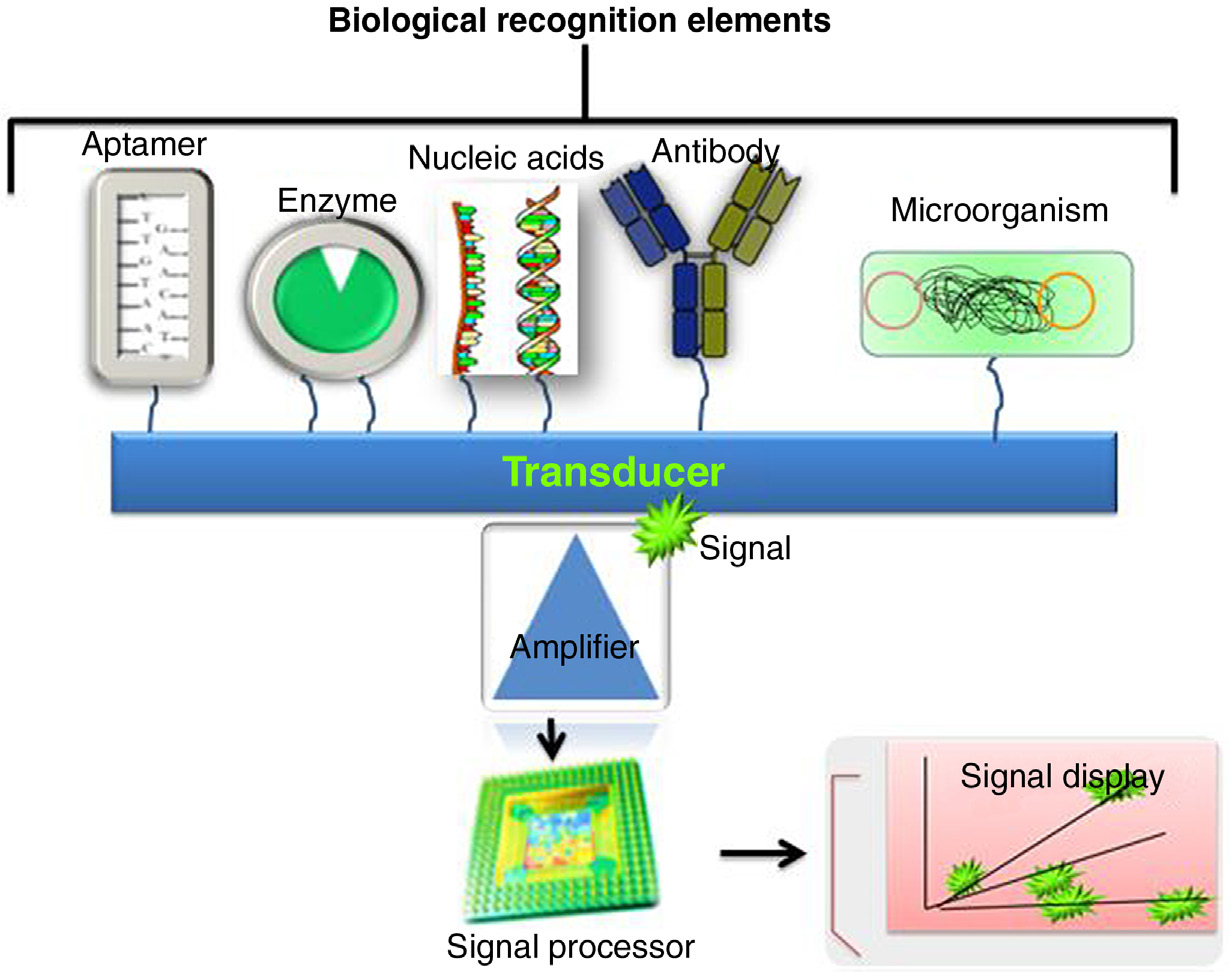 Biological recognition elements
Aptamer
Enzyme
Nucleic acids
Antibody
Microorganism
Transducer
Signal
Amplifier
Signal processor
Signal display